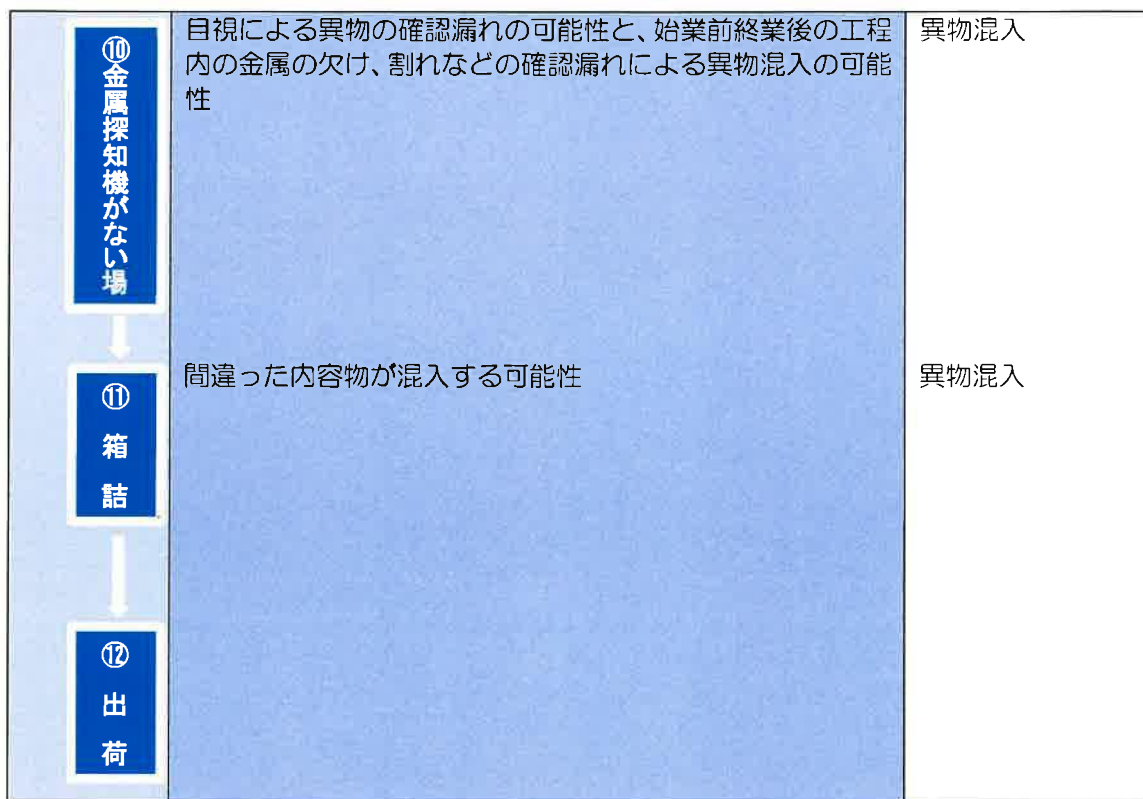 ⑩金属探知機がない場
目視による異物の確認漏れの可能性と、始業前終業後の工程
内の金属の欠け、割れなどの確認漏れによる異物混入の可能
性
異物混入
⑪箱詰
間違った内容物が混入する可能性
異物混入
⑫出荷